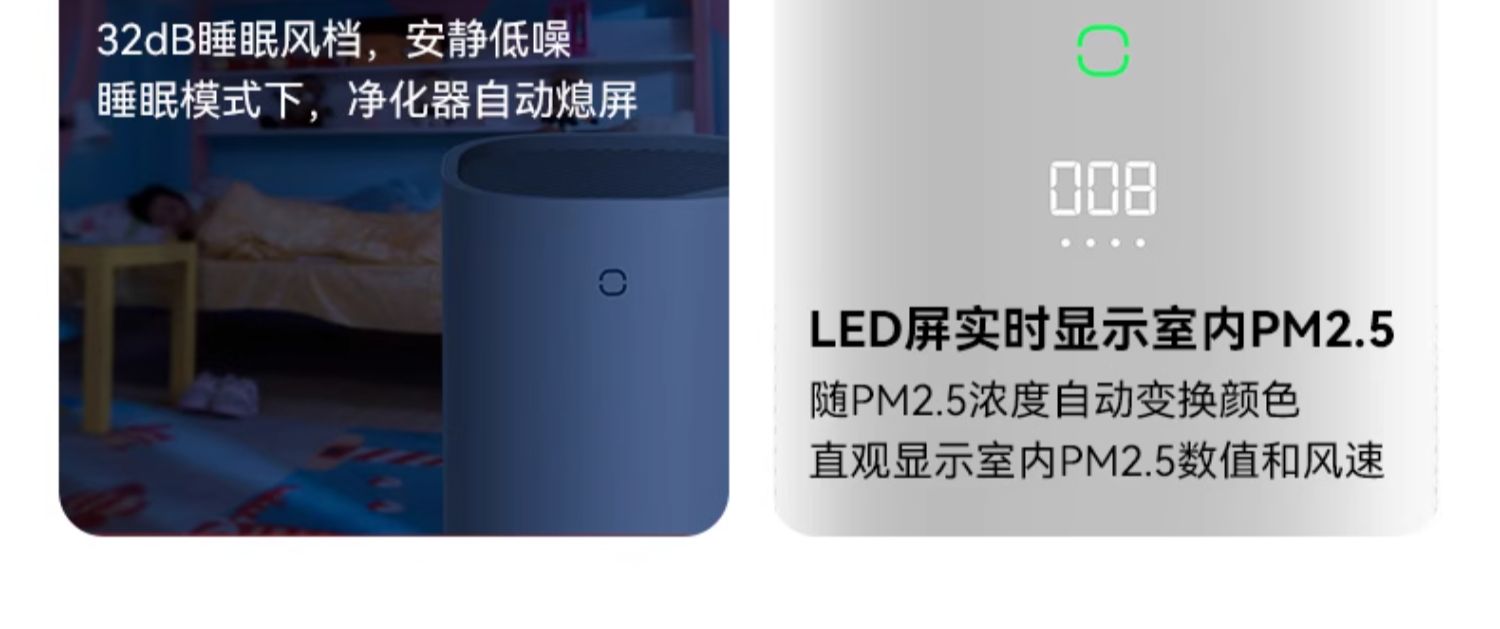 32dB睡眠风档，安静低噪
睡眠模式下，净化器自动熄屏
008
LED屏实时显示室内PM2.5
随PM2.5浓度自动变换颜色
直观显示室内PM2.5数值和风速